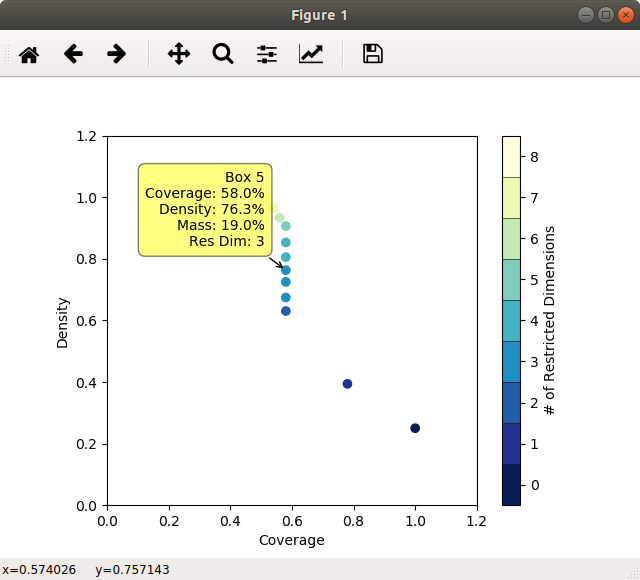 Figure 1
1.2
1.0
0.8
0.6
0.4
0.2
0.0
Density
Box 5
Coverage: 58.0%
Density: 76.3%
Mass: 19.0%
Res Dim: 3
0.0 0.2 0.4 0.6 0.8 1.0 1.2
Coverage
8
7
6
5
4
3
2
1
0
# of Restricted Dimensions
x=0.574026 y=0.757143